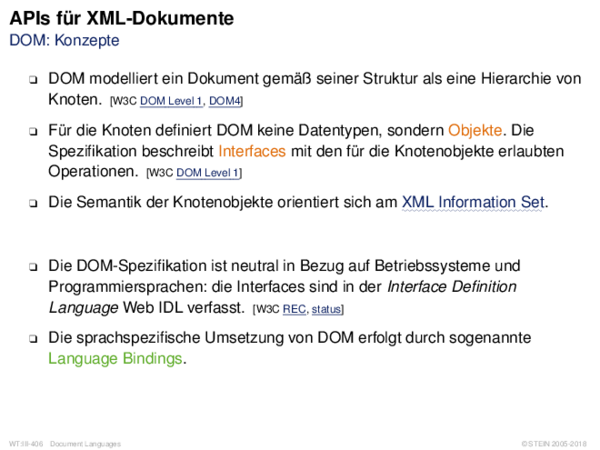 APIs für XML-Dokumente
DOM: Konzepte
❑ DOM modelliert ein Dokument gemäß seiner Struktur als eine Hierarchie von
Knoten. [W3C DOM Level 1, DOM4]
❑ Für die Knoten definiert DOM keine Datentypen, sondern Objekte. Die
Spezifikation beschreibt Interfaces mit den für die Knotenobjekte erlaubten
Operationen. [W3C DOM Level 1]
❑ Die Semantik der Knotenobjekte orientiert sich am XML Information Set.
❑ Die DOM-Spezifikation ist neutral in Bezug auf Betriebssysteme und
Programmiersprachen: die Interfaces sind in der Interface Definition
Language Web IDL verfasst. [W3C REC, status]
❑ Die sprachspezifische Umsetzung von DOM erfolgt durch sogenannte
Language Bindings.
WT:III-406 Document Languages © STEIN 2005-2018